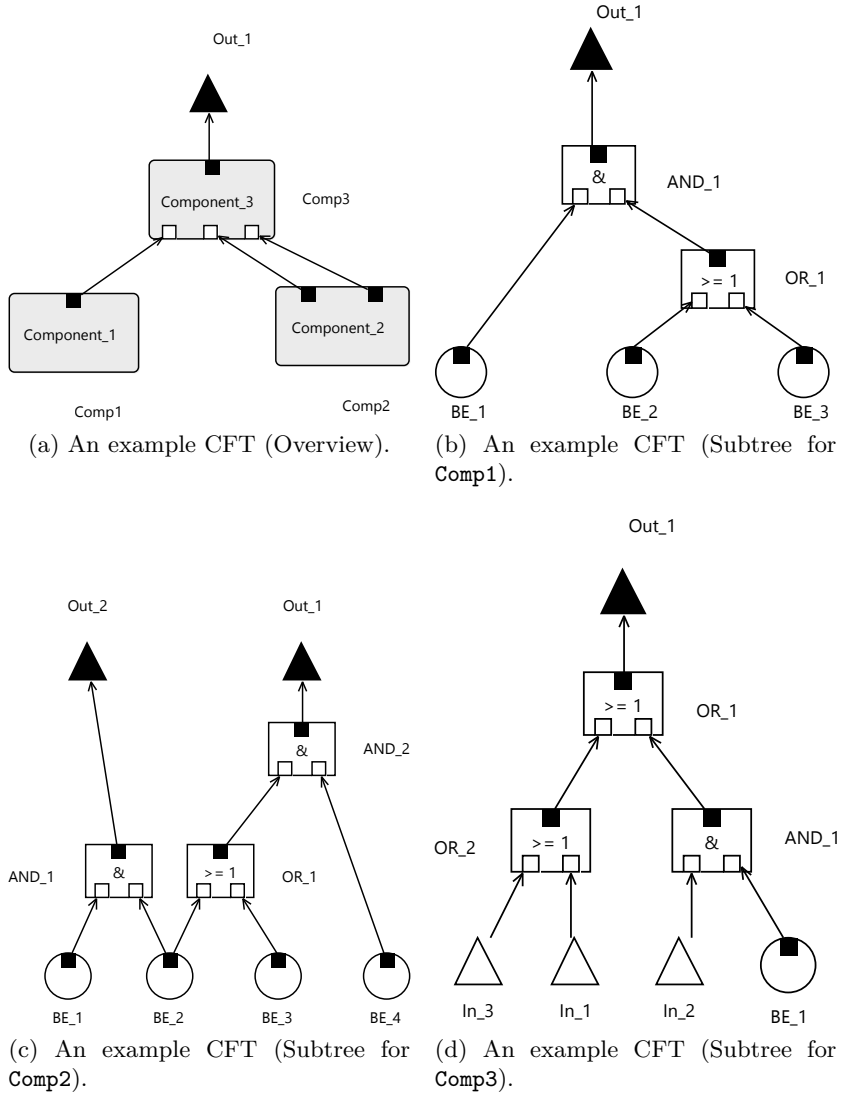 Out_1
Component_3
Comp3
Component_1
Component_2
Comp1
Comp2
(a) An example CFT (Overview).
Out_1
&
AND_1
>= 1
OR_1
BE_1
BE_2
BE_3
(b) An example CFT (Subtree for
Comp1).
Out_2
Out_1
&
AND_2
AND_1
&
>= 1
OR_1
BE_1
BE_2
BE_3
BE_4
(c) An example CFT (Subtree for
Comp2).
Out_1
>= 1
OR_1
OR_2
>= 1
&
AND_1
In_3
In_1
In_2
BE_1
(d) An example CFT (Subtree for
Comp3).